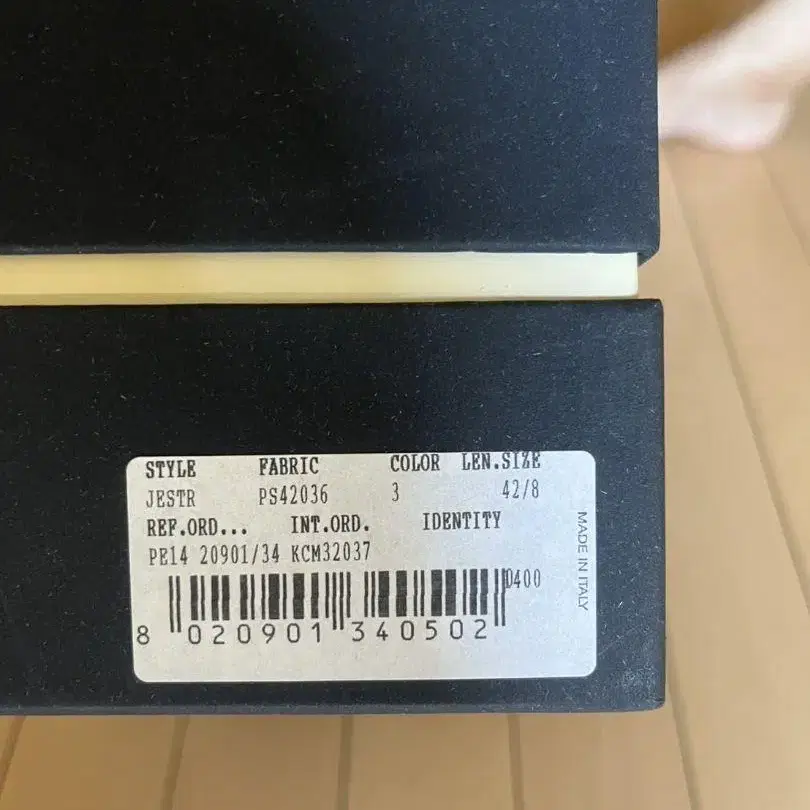 STYLE FABRIC COLOR LEN.SIZE
JESTR PS42036 3 42/8
REF.ORD... INT.ORD. IDENTITY
PE14 20901/34 KCM32037
D400
8 020901 340502
MADE IN ITALY